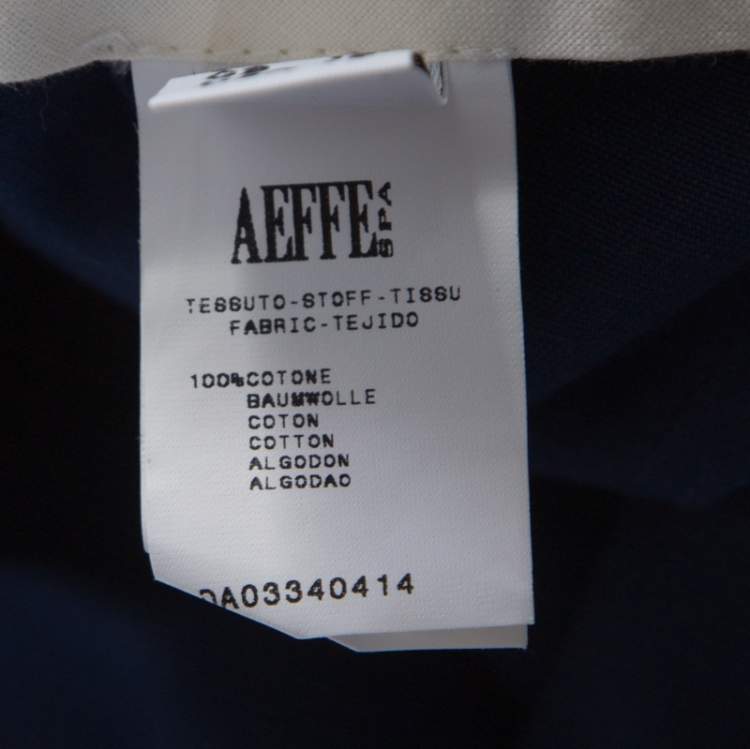 AEFFE SPA
TESSUTO-STOFF-TISSU
FABRIC-TEJIDO
100%COTONE
BAUMWOLLE
COTON
COTTON
ALGODON
ALGODAO
DA03340414